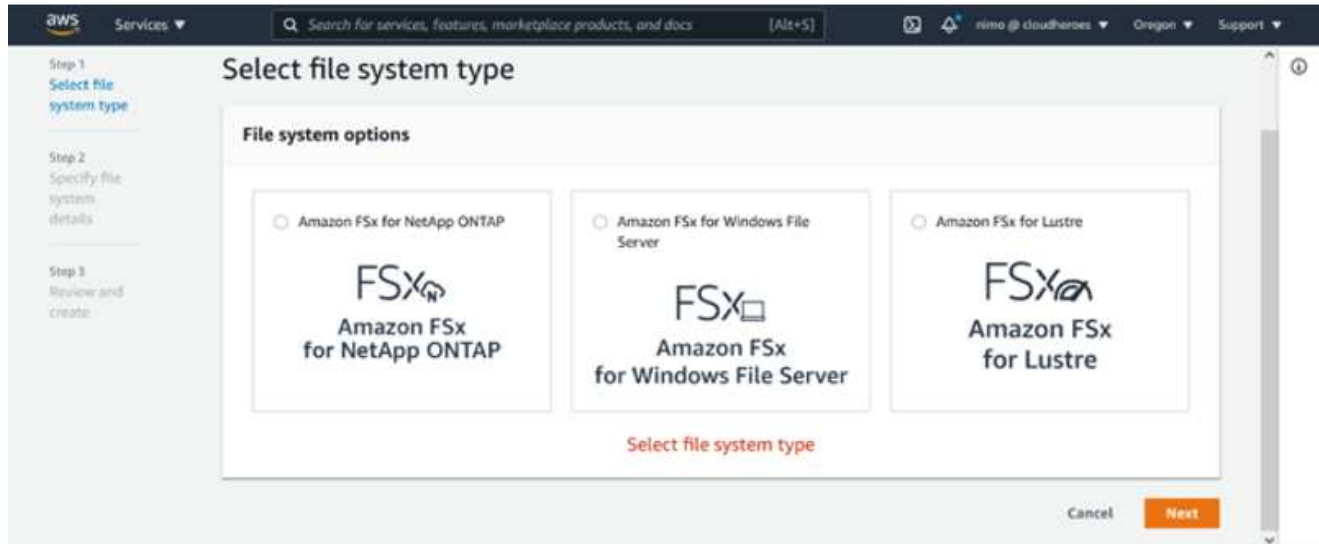 aws
Services ▼
Search for services, features, marketplace products, and docs
[Alt+S]
nimo @ cloudheroes ▼
Oregon ▼
Support ▼
Step 1
Select file
system type
Step 2
Specify file
system
details
Step 3
Review and
create
Select file system type
File system options
Amazon FSx for NetApp ONTAP
FSx N
Amazon FSx
for NetApp ONTAP
Amazon FSx for Windows File
Server
FSx
Amazon FSx
for Windows File Server
Amazon FSx for Lustre
FSx
Amazon FSx
for Lustre
Select file system type
Cancel
Next